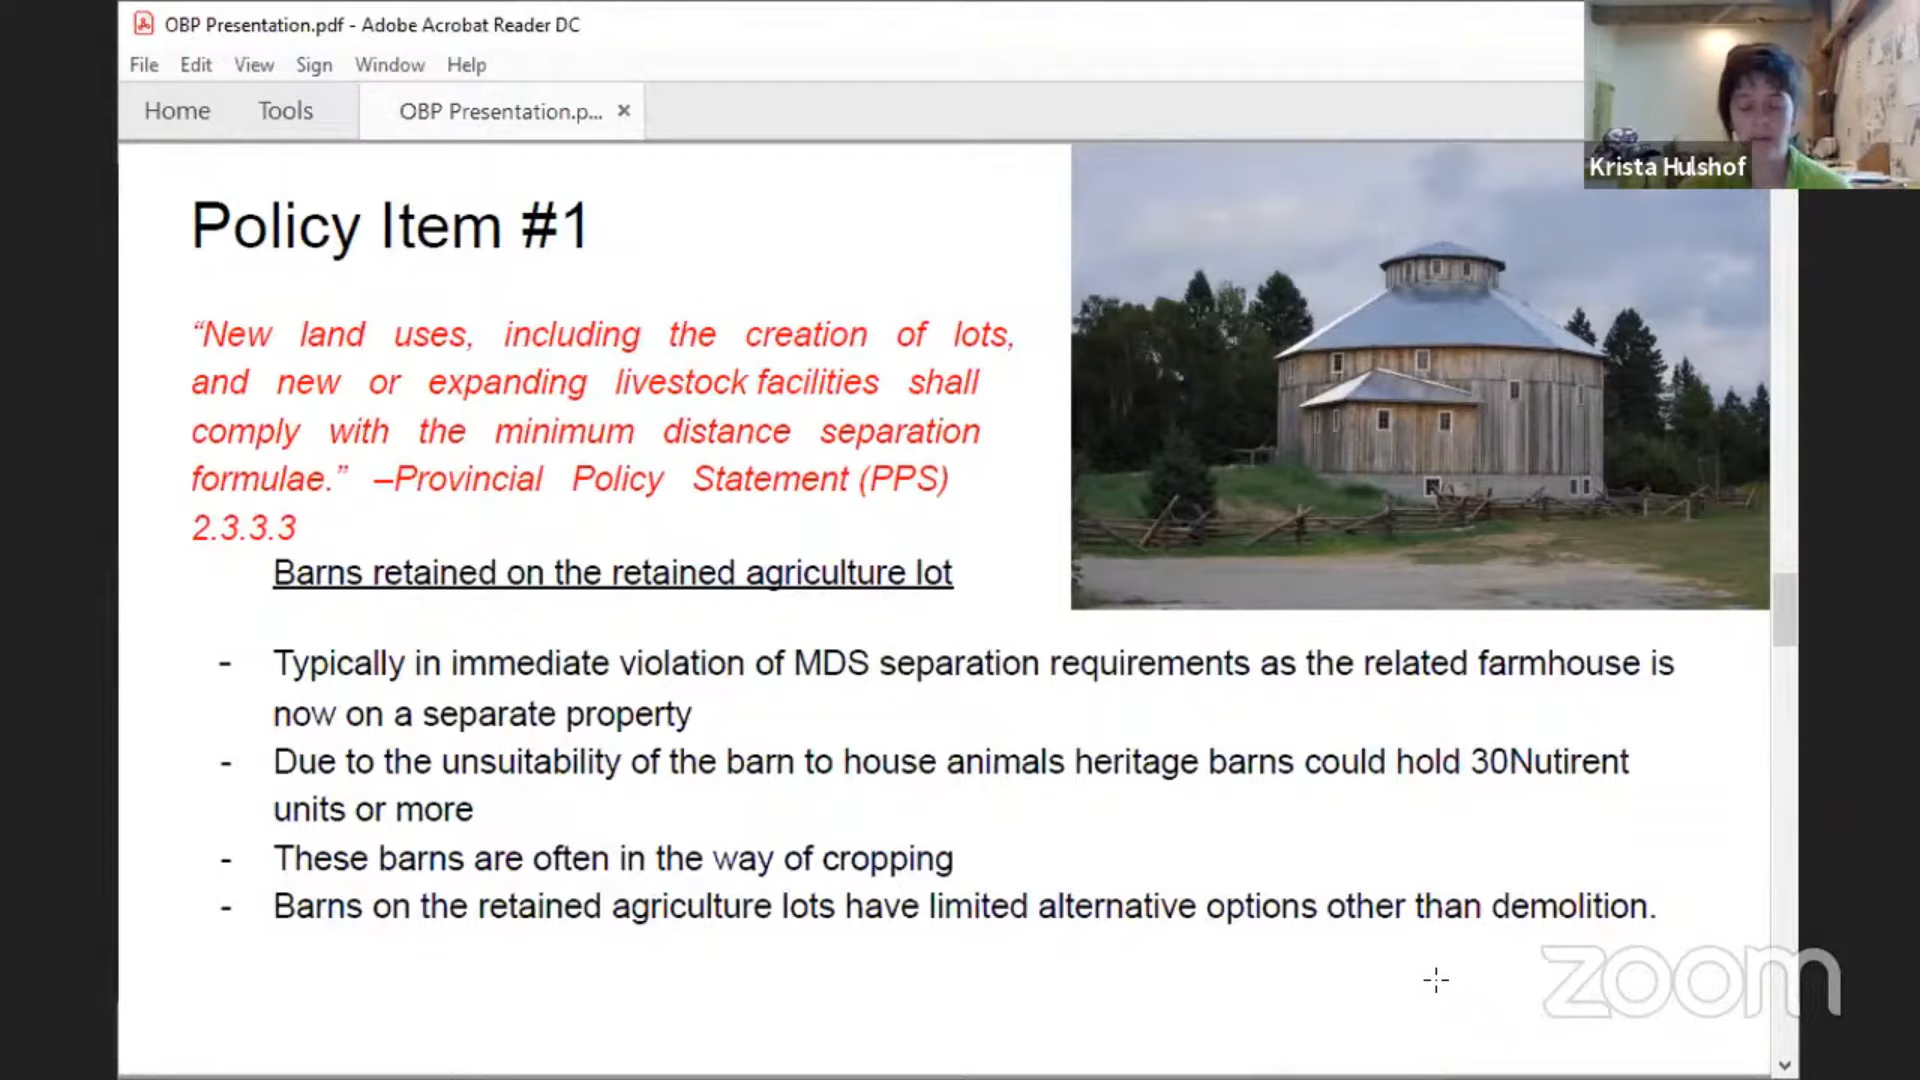 OBP Presentation.pdf - Adobe Acrobat Reader DC
File Edit View Sign Window Help
Home Tools OBP Presentation.p... ×
Krista Hulshof
Policy Item #1
“New land uses, including the creation of lots,
and new or expanding livestock facilities shall
comply with the minimum distance separation
formulae.” –Provincial Policy Statement (PPS)
2.3.3.3
Barns retained on the retained agriculture lot
- Typically in immediate violation of MDS separation requirements as the related farmhouse is
now on a separate property
- Due to the unsuitability of the barn to house animals heritage barns could hold 30Nutirent
units or more
- These barns are often in the way of cropping
- Barns on the retained agriculture lots have limited alternative options other than demolition.
zoom